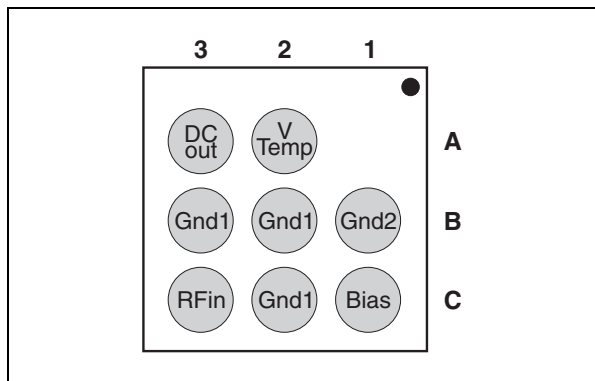 3 2 1
DC
out
V
Temp
A
Gnd1 Gnd1 Gnd2 B
RFin Gnd1 Bias C